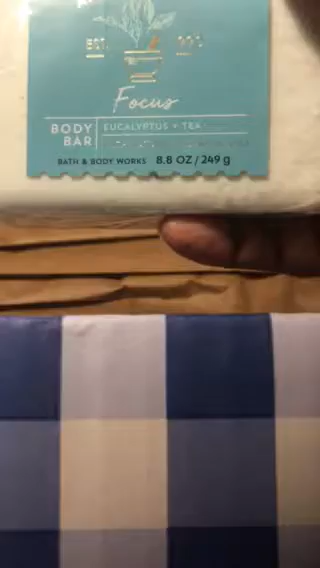 EST.
Focus
BODY BAR
EUCALYPTUS + TEA
BATH & BODY WORKS 8.8 OZ / 249 g